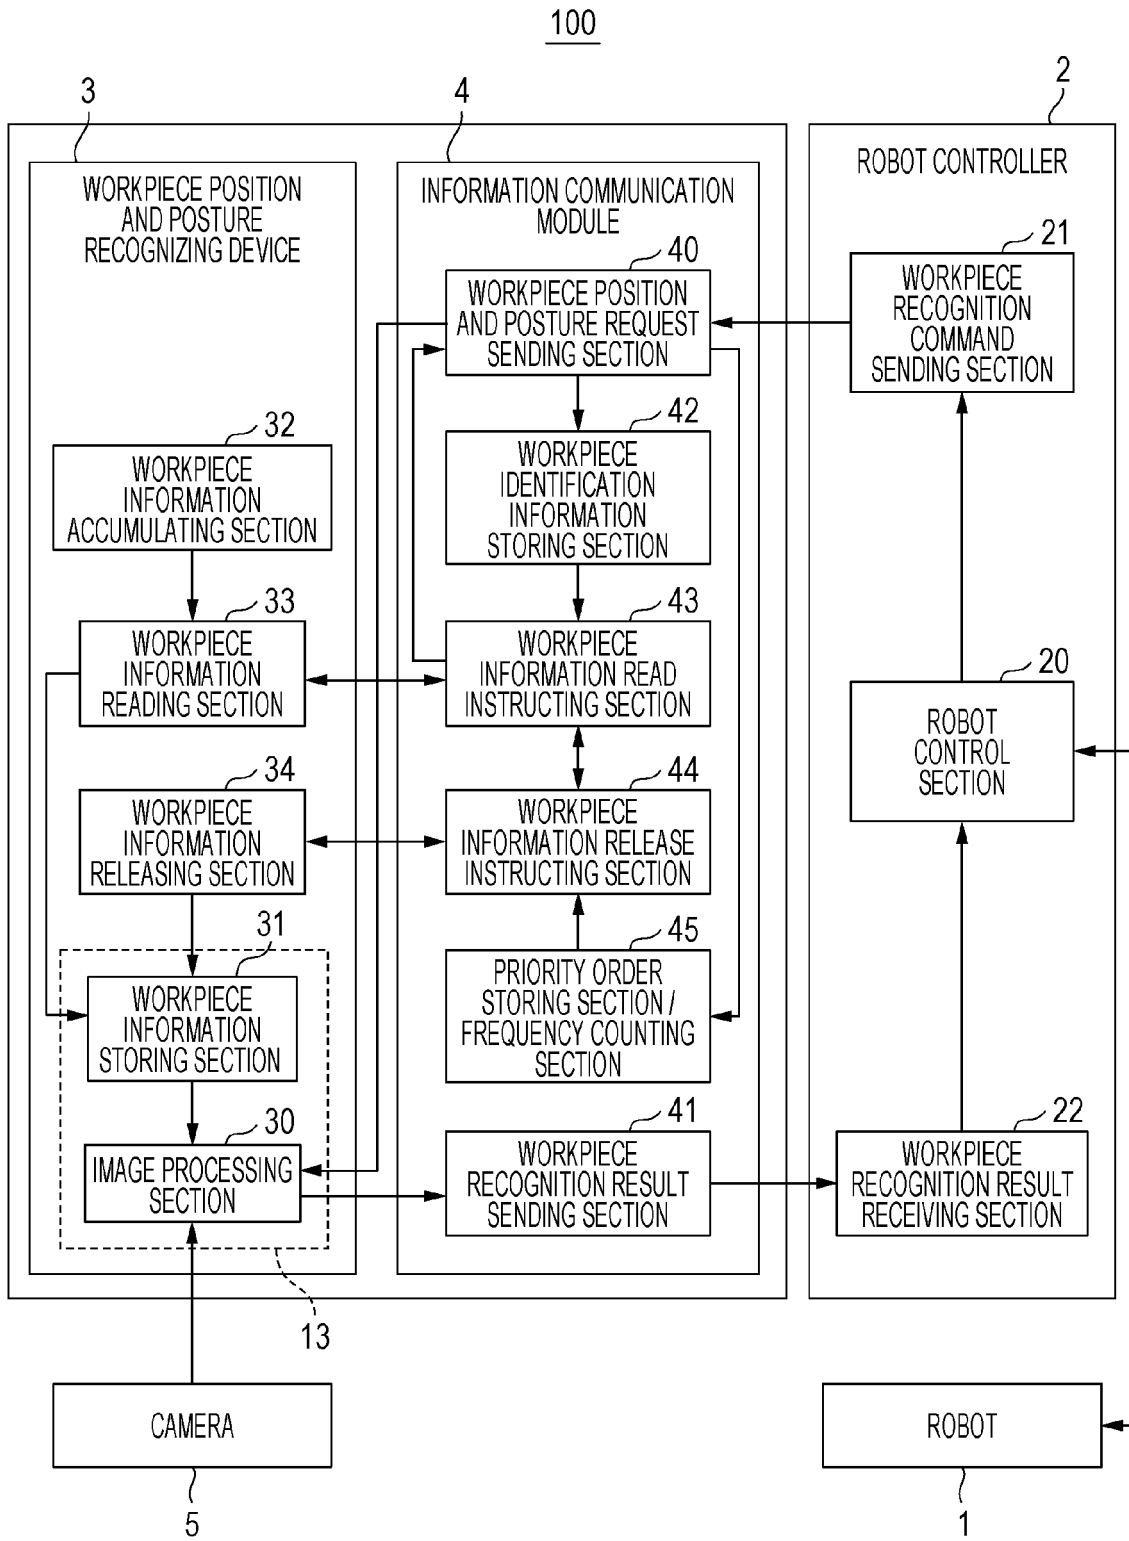 100
3
WORKPIECE POSITION
AND POSTURE
RECOGNIZING DEVICE
32
WORKPIECE
INFORMATION
ACCUMULATING SECTION
33
WORKPIECE
INFORMATION
READING SECTION
34
WORKPIECE
INFORMATION
RELEASING SECTION
31
WORKPIECE
INFORMATION
STORING SECTION
30
IMAGE PROCESSING
SECTION
13
CAMERA
5
4
INFORMATION COMMUNICATION
MODULE
40
WORKPIECE POSITION
AND POSTURE REQUEST
SENDING SECTION
42
WORKPIECE
IDENTIFICATION
INFORMATION
STORING SECTION
43
WORKPIECE
INFORMATION READ
INSTRUCTING SECTION
44
WORKPIECE
INFORMATION RELEASE
INSTRUCTING SECTION
45
PRIORITY ORDER
STORING SECTION /
FREQUENCY COUNTING
SECTION
41
WORKPIECE
RECOGNITION RESULT
SENDING SECTION
2
ROBOT CONTROLLER
21
WORKPIECE
RECOGNITION
COMMAND
SENDING SECTION
20
ROBOT
CONTROL
SECTION
22
WORKPIECE
RECOGNITION RESULT
RECEIVING SECTION
ROBOT
1